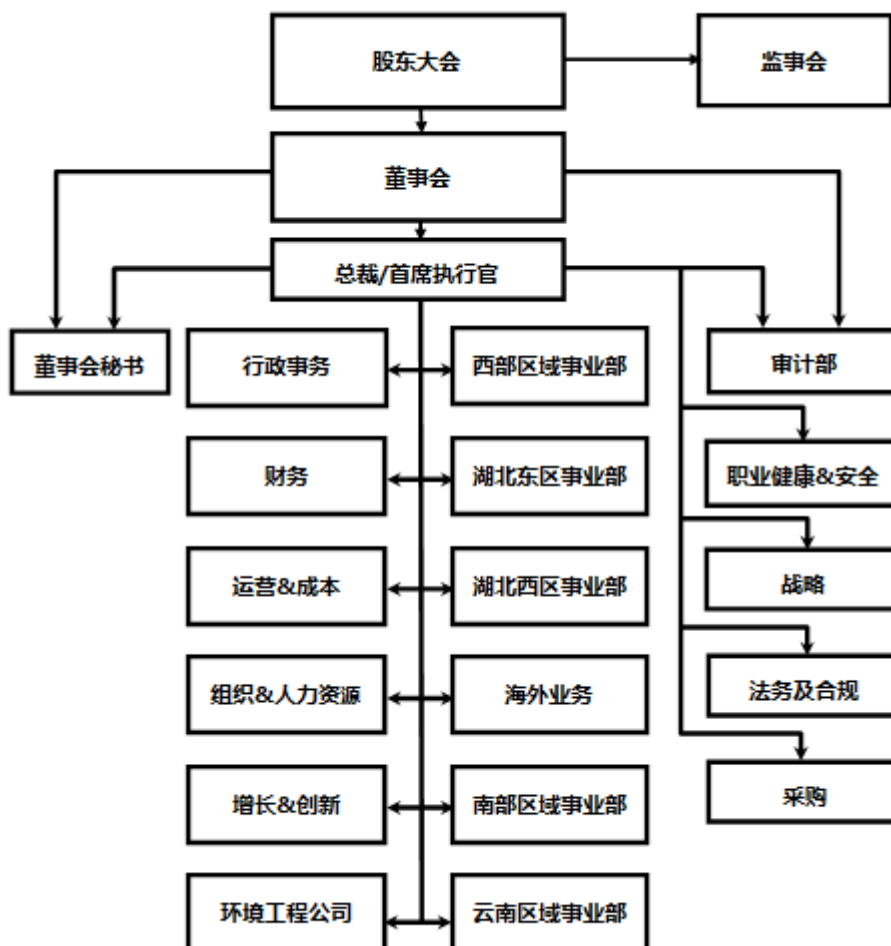 股东大会
监事会
董事会
总裁/首席执行官
董事会秘书
行政事务
西部区域事业部
审计部
财务
湖北东区事业部
职业健康&安全
运营&成本
湖北西区事业部
战略
组织&人力资源
海外业务
法务及合规
增长&创新
南部区域事业部
采购
环境工程公司
云南区域事业部